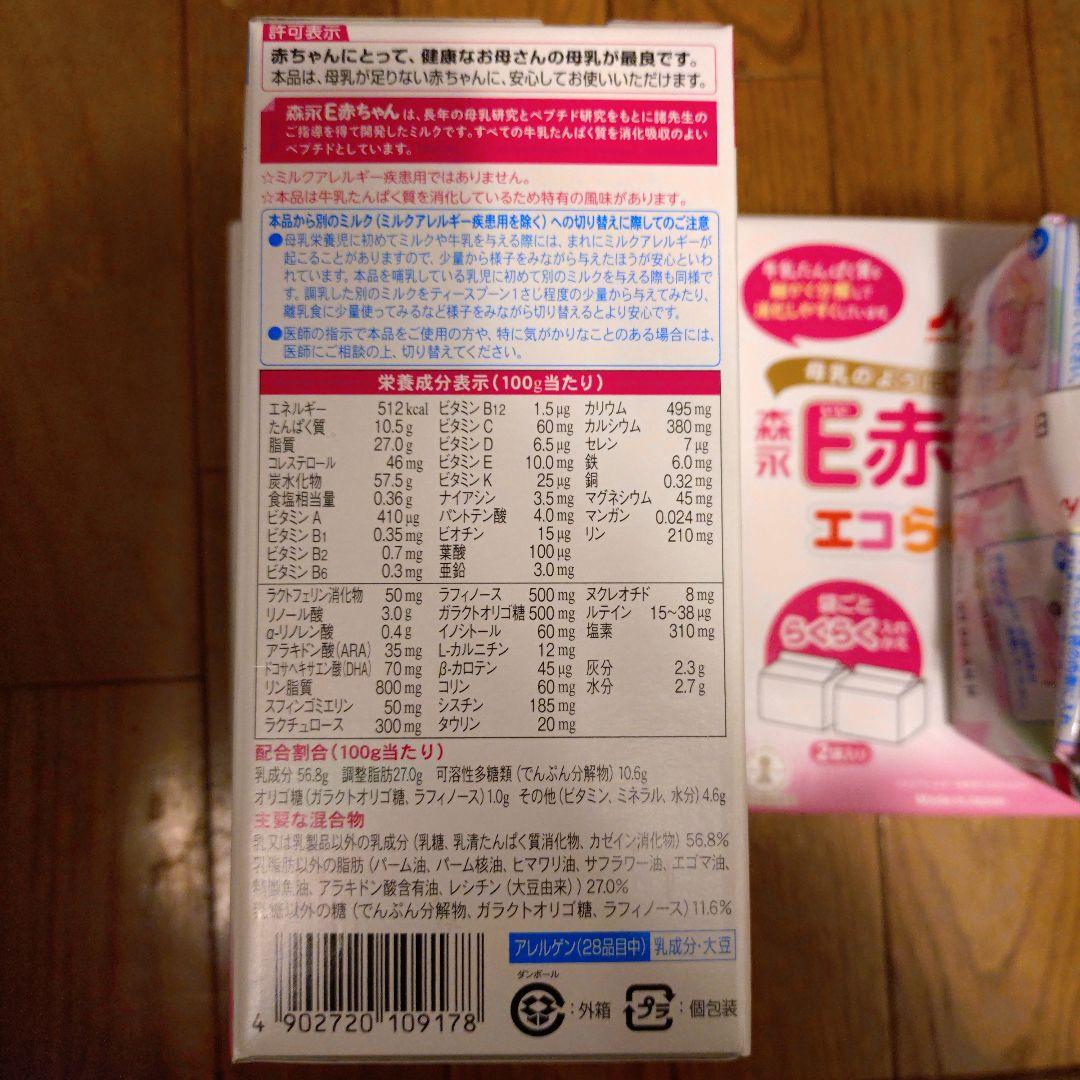 許可表示
赤ちゃんにとって、健康なお母さんの母乳が最良です。
本品は、母乳が足りない赤ちゃんに、安心してお使いいただけます。
森永E赤ちゃんは、長年の母乳研究とペプチド研究をもとに諸先生の
ご指導を得て開発したミルクです。すべての牛乳たんぱく質を消化吸収のよい
ペプチドとしています。
☆ミルクアレルギー疾患用ではありません。
☆本品は牛乳たんぱく質を消化しているため特有の風味があります。
本品から別のミルク(ミルクアレルギー疾患用を除く)への切り替えに際してのご注意
●母乳栄養児に初めてミルクや牛乳を与える際には、まれにミルクアレルギーが
起こることがありますので、少量から様子をみながら与えたほうが安心といわ
れています。本品を哺乳している乳児に初めて別のミルクを与える際も同様で
す。調乳した別のミルクをティースプーン1さじ程度の少量から与えてみたり、
離乳食に少量使ってみるなど様子をみながら切り替えるとより安心です。
●医師の指示で本品をご使用の方や、特に気がかりなことのある場合には、
医師にご相談の上、切り替えてください。
栄養成分表示(100g当たり)
エネルギー 512kcal ビタミンB12 1.5μg カリウム 495mg
たんぱく質 10.5g ビタミンC 60mg カルシウム 380mg
脂質 27.0g ビタミンD 6.5μg セレン 7μg
コレステロール 46mg ビタミンE 10.0mg 鉄 6.0mg
炭水化物 57.5g ビタミンK 25μg 銅 0.32mg
食塩相当量 0.36g ナイアシン 3.5mg マグネシウム 45mg
ビタミンA 410μg パントテン酸 4.0mg マンガン 0.024mg
ビタミンB1 0.35mg ビオチン 15μg リン 210mg
ビタミンB2 0.7mg 葉酸 100μg
ビタミンB6 0.3mg 亜鉛 3.0mg
ラクトフェリン消化物 50mg ラフィノース 500mg ヌクレオチド 8mg
リノール酸 3.0g ガラクトオリゴ糖 500mg ルテイン 15~38μg
α-リノレン酸 0.4g イノシトール 60mg 塩素 310mg
アラキドン酸(ARA) 35mg L-カルニチン 12mg
ドコサヘキサエン酸(DHA) 70mg β-カロテン 45μg 灰分 2.3g
リン脂質 800mg コリン 60mg 水分 2.7g
スフィンゴミエリン 50mg シスチン 185mg
ラクチュロース 300mg タウリン 20mg
配合割合(100g当たり)
乳成分 56.8g 調整脂肪27.0g 可溶性多糖類(でんぷん分解物)10.6g
オリゴ糖(ガラクトオリゴ糖、ラフィノース)1.0g その他(ビタミン、ミネラル、水分)4.6g
主要な混合物
乳又は乳製品以外の乳成分(乳糖、乳清たんぱく質消化物、カゼイン消化物)56.8%
乳脂肪以外の脂肪(パーム油、パーム核油、ヒマワリ油、サフラワー油、エゴマ油、
精製魚油、アラキドン酸含有油、レシチン(大豆由来))27.0%
乳糖以外の糖(でんぷん分解物、ガラクトオリゴ糖、ラフィノース)11.6%
アレルゲン(28品目中) 乳成分・大豆
ダンボール
:外箱 プラ :個包装
4 902720 109178
牛乳たんぱく質を
細かく分解して
消化しやすくしています
母乳のように
森永 E赤
エコら
袋ごと
らくらく入れかえ
2袋入り